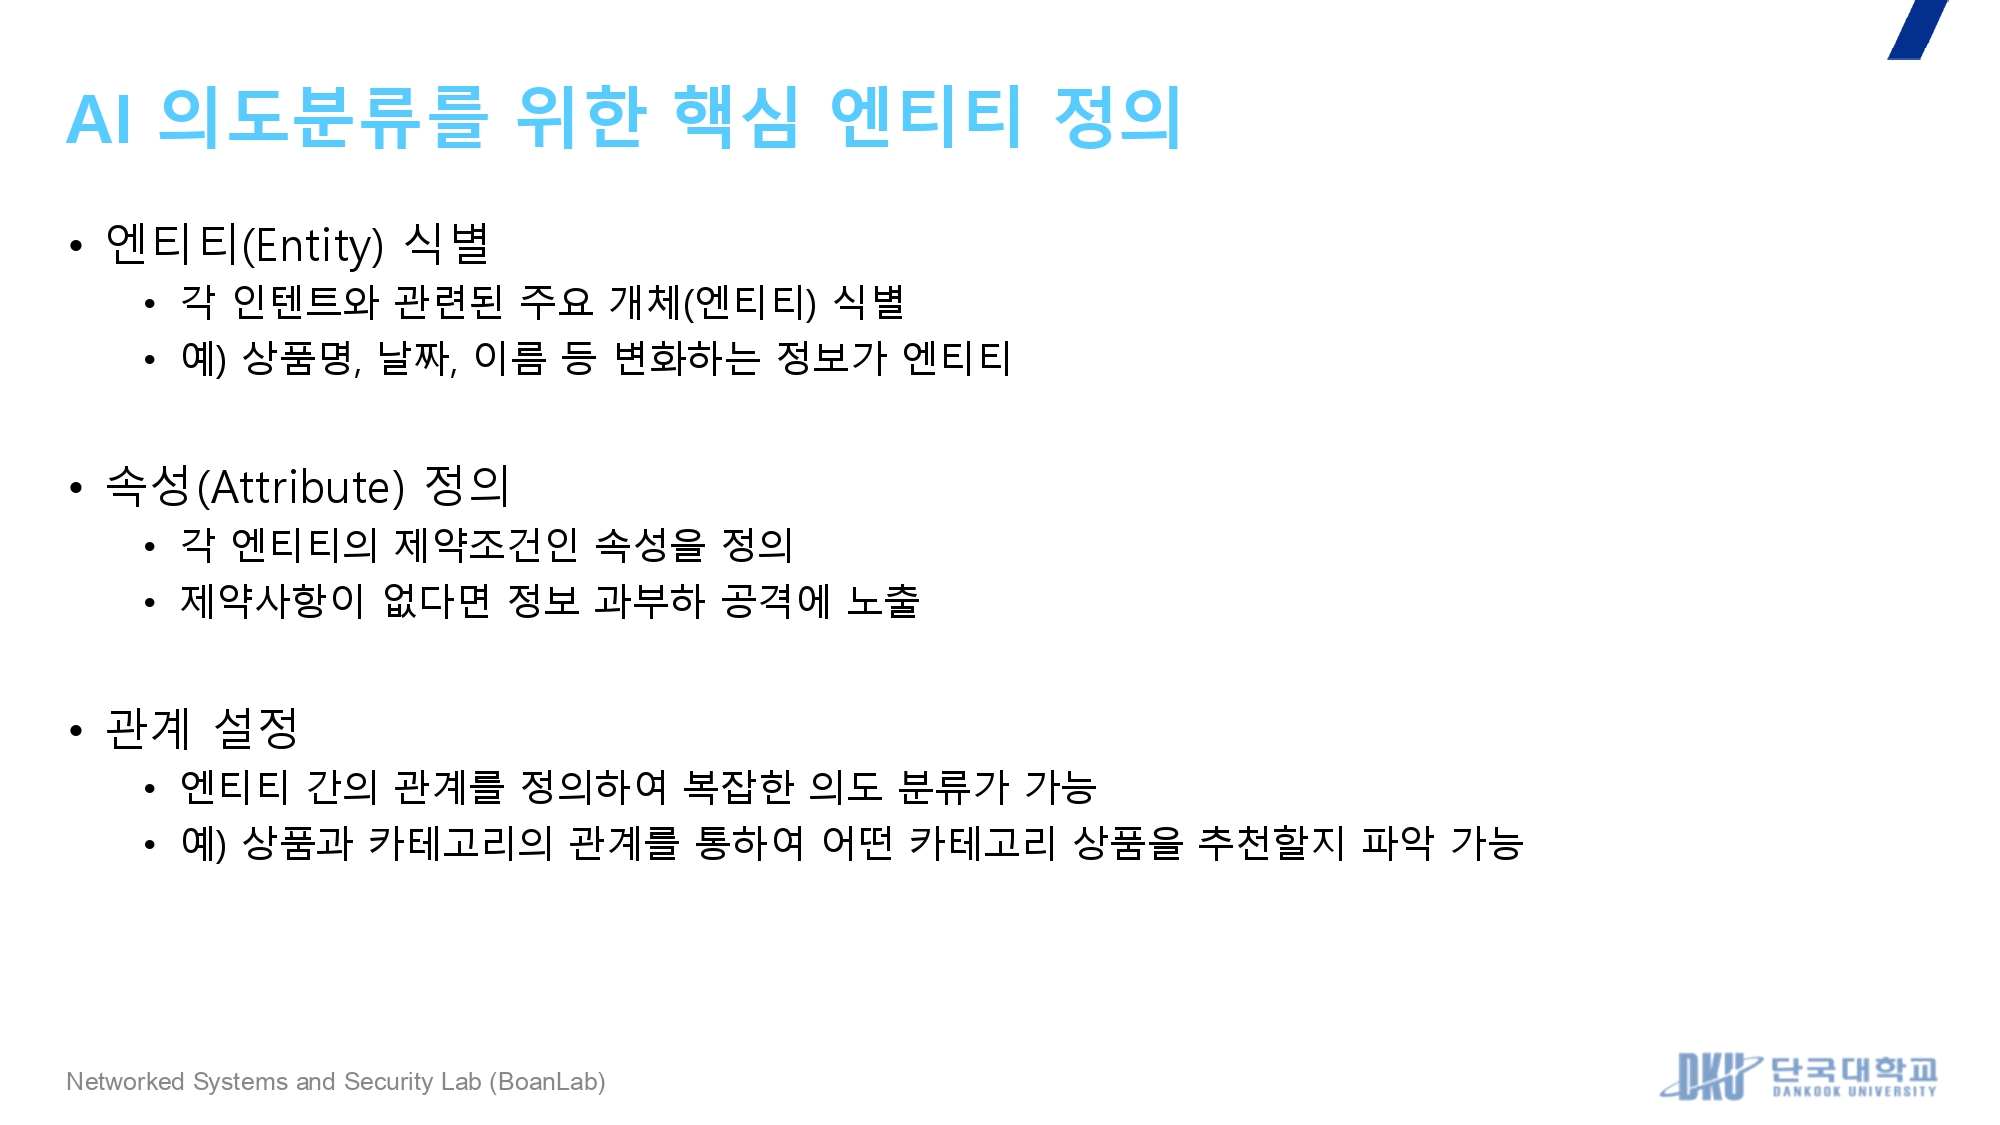 AI 의도분류를 위한 핵심 엔티티 정의
• 엔티티(Entity) 식별
• 각 인텐트와 관련된 주요 개체(엔티티) 식별
• 예) 상품명, 날짜, 이름 등 변화하는 정보가 엔티티
• 속성(Attribute) 정의
• 각 엔티티의 제약조건인 속성을 정의
• 제약사항이 없다면 정보 과부하 공격에 노출
• 관계 설정
• 엔티티 간의 관계를 정의하여 복잡한 의도 분류가 가능
• 예) 상품과 카테고리의 관계를 통하여 어떤 카테고리 상품을 추천할지 파악 가능
Networked Systems and Security Lab (BoanLab)
DKU 단국대학교
DANKOOK UNIVERSITY